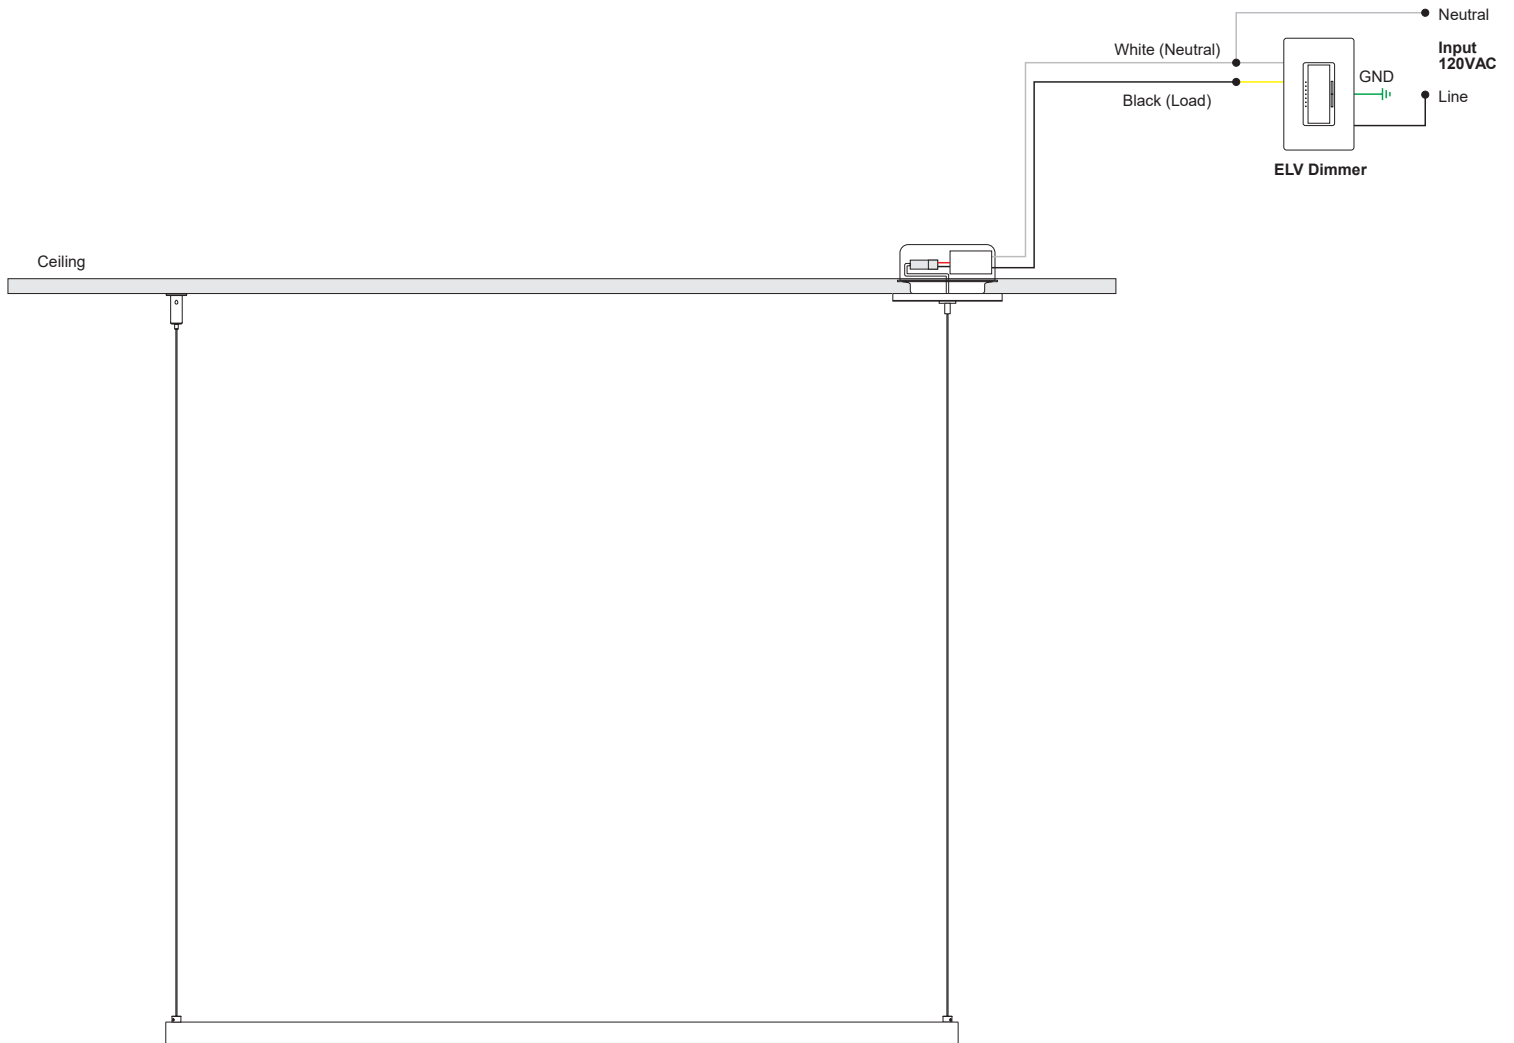 Neutral
White (Neutral)
Input
120VAC
GND
Black (Load)
Line
ELV Dimmer
Ceiling